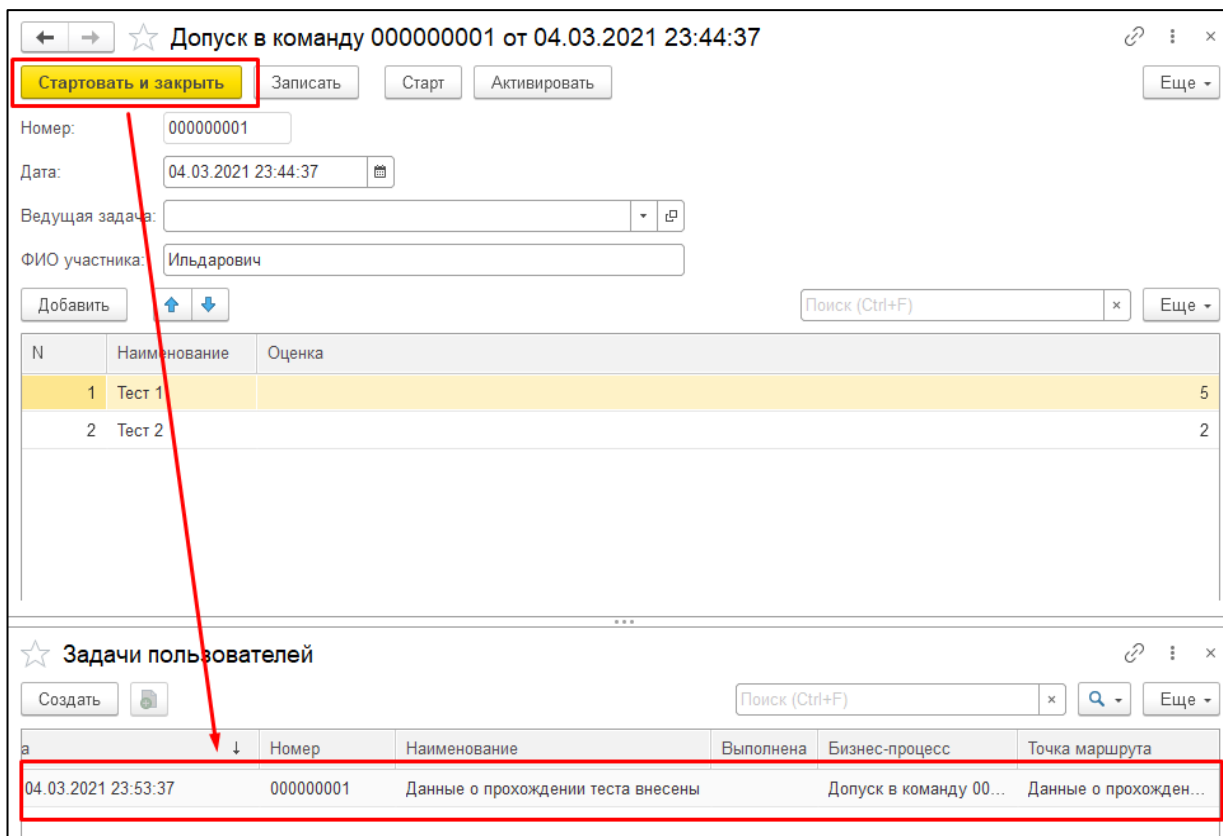 Допуск в команду 000000001 от 04.03.2021 23:44:37
Стартовать и закрыть Записать Старт Активировать Еще
Номер: 000000001
Дата: 04.03.2021 23:44:37
Ведущая задача:
ФИО участника: Ильдарович
Добавить Поиск (Ctrl+F) × Еще
N Наименование Оценка
1 Тест 1 5
2 Тест 2 2
Задачи пользователей
Создать Поиск (Ctrl+F) × Еще
а ↓ Номер Наименование Выполнена Бизнес-процесс Точка маршрута
04.03.2021 23:53:37 000000001 Данные о прохождении теста внесены Допуск в команду 00... Данные о прохожден...